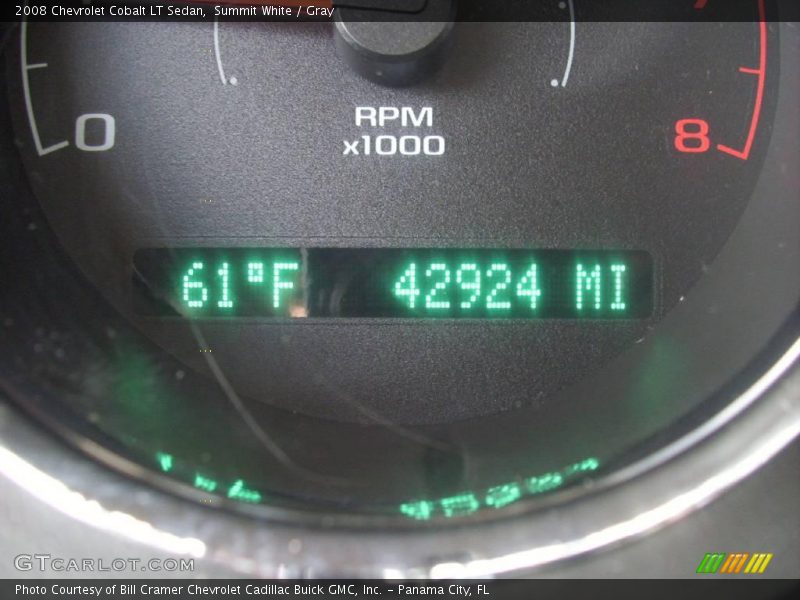 2008 Chevrolet Cobalt LT Sedan,  Summit White / Gray
0
RPM
x1000
8
61°F 42924 MI
GTCARLOT.COM
Photo Courtesy of Bill Cramer Chevrolet Cadillac Buick GMC, Inc. - Panama City, FL